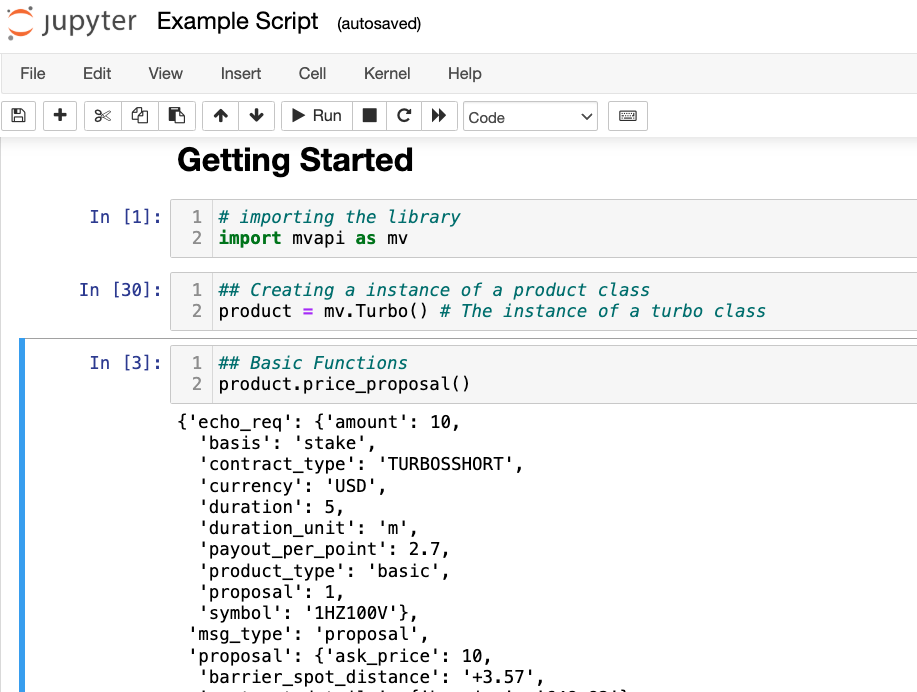 jupyter Example Script (autosaved)
File Edit View Insert Cell Kernel Help
Run Code
Getting Started
In [1]: 1 # importing the library
2 import mvapi as mv
In [30]: 1 ## Creating a instance of a product class
2 product = mv.Turbo() # The instance of a turbo class
In [3]: 1 ## Basic Functions
2 product.price_proposal()
{'echo_req': {'amount': 10,
'basis': 'stake',
'contract_type': 'TURBOSSHORT',
'currency': 'USD',
'duration': 5,
'duration_unit': 'm',
'payout_per_point': 2.7,
'product_type': 'basic',
'proposal': 1,
'symbol': '1HZ100V'},
'msg_type': 'proposal',
'proposal': {'ask_price': 10,
'barrier_spot_distance': '+3.57',